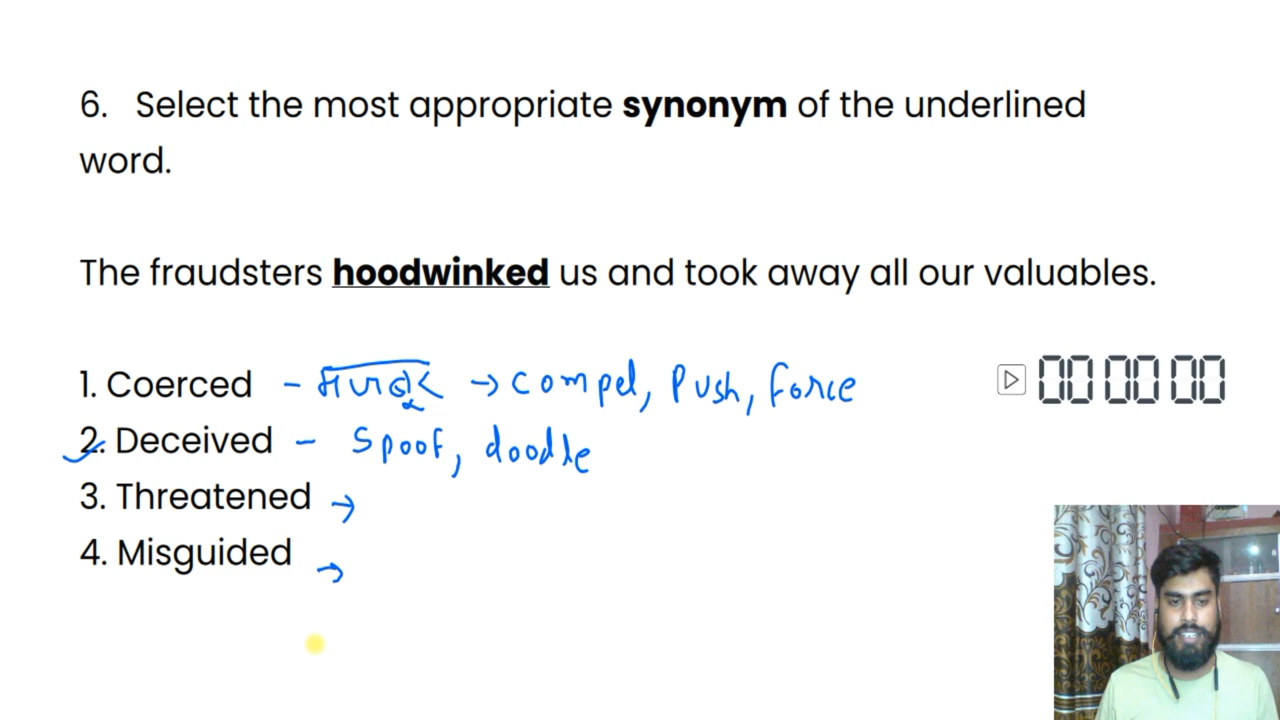 6. Select the most appropriate synonym of the underlined
word.
The fraudsters hoodwinked us and took away all our valuables.
1. Coerced - → compel, Push, force
00 00 00
2. Deceived - Spoof, doodle
3. Threatened →
4. Misguided →